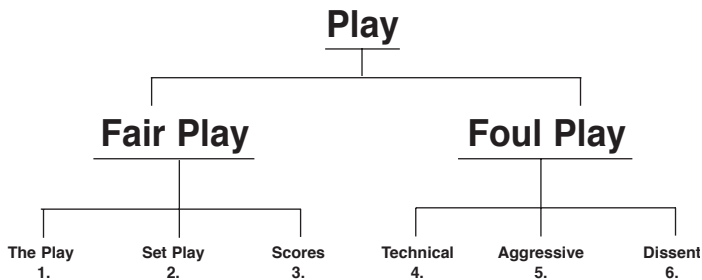 Play
Fair Play
Foul Play
The Play
1.
Set Play
2.
Scores
3.
Technical
4.
Aggressive
5.
Dissent
6.